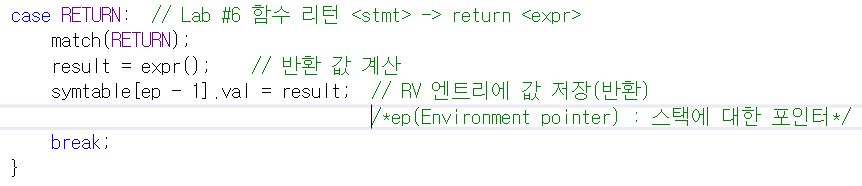 case RETURN:  // Lab #6 함수 리턴 <stmt> -> return <expr>
match(RETURN);
result = expr();    // 반환 값 계산
symtable[ep - 1].val = result;  // RV 엔트리에 값 저장(반환)
/*ep(Environment pointer) : 스택에 대한 포인터*/
break;
}